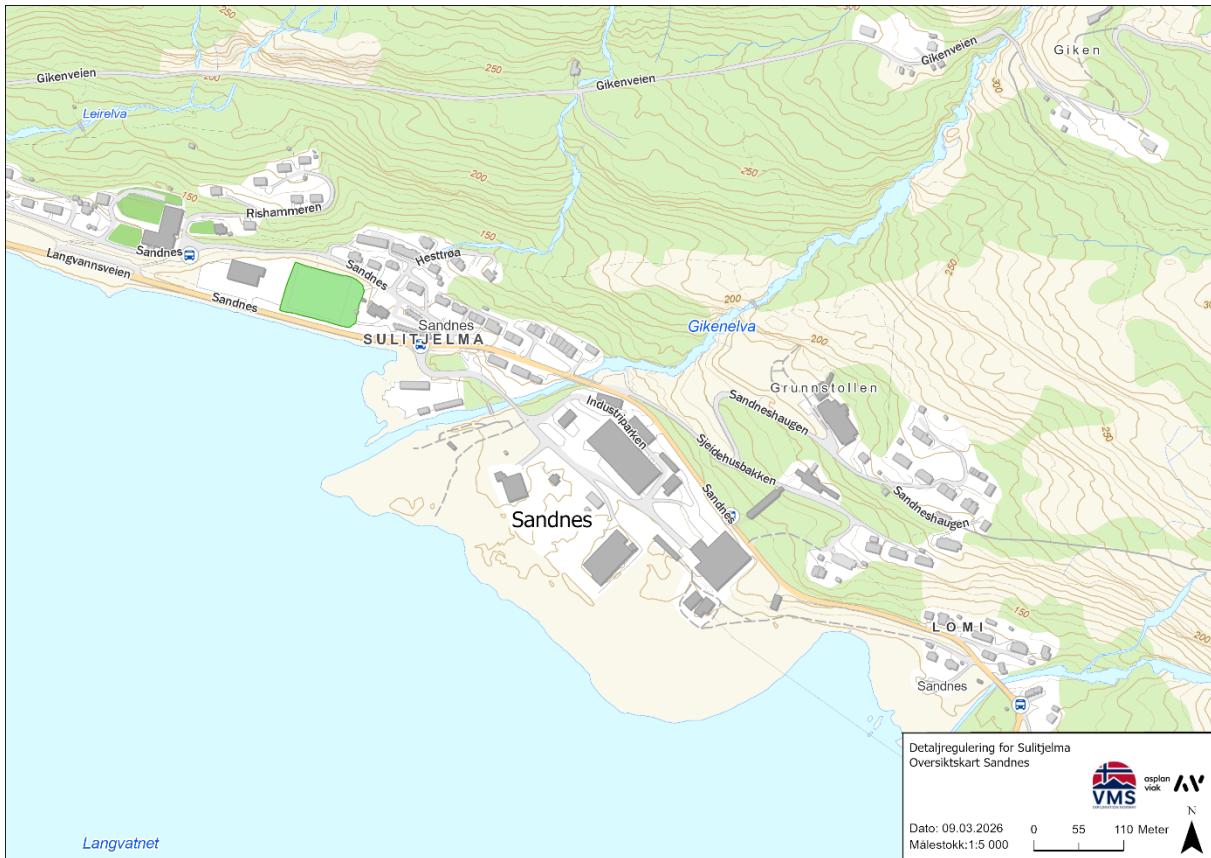 250
250
Giken
Gikenveien
Gikenveien
200
250
Gikenveien
300
Leirelva
250
200
150
Rishammeren
Sandnes
Hesttrøa
150
Langvannsveien
Sandnes
250
200
Sandnes
Gikenelva
Sandnes
SULITJELMA
200
Grunnstollen
Sandneshaugen
Industriparken
Sjeidehusbakken
250
Sandnes
Sandneshaugen
Sandnes
150
LOMI
200
Sandnes
Langvatnet
Detaljregulering for Sulitjelma
Oversiktskart Sandnes
VMS
asplan
viak
N
Dato: 09.03.2026
0 55 110 Meter
Målestokk:1:5 000